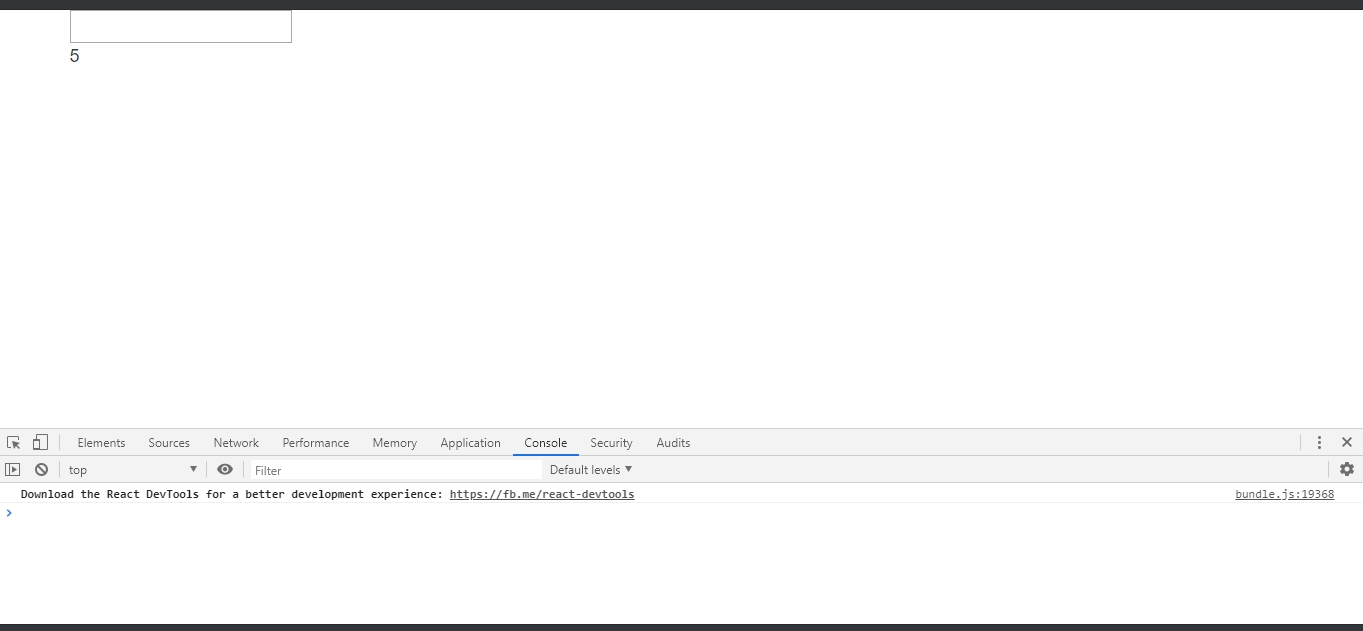 5
Elements Sources Network Performance Memory Application Console Security Audits
top Filter Default levels
Download the React DevTools for a better development experience: https://fb.me/react-devtools bundle.js:19368